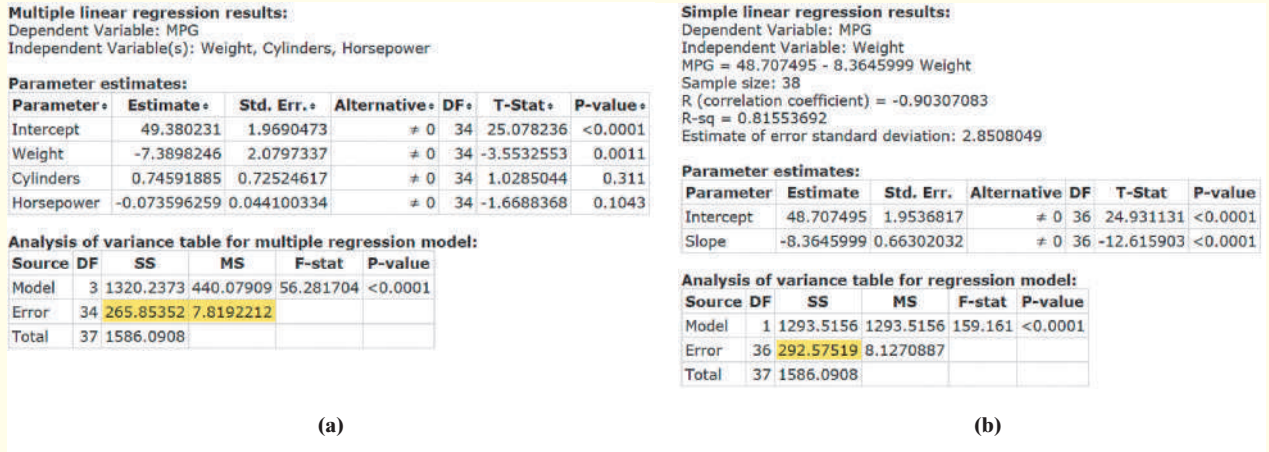 Multiple linear regression results:
Dependent Variable: MPG
Independent Variable(s): Weight, Cylinders, Horsepower
Parameter estimates:
Parameter Estimate Std. Err. Alternative DF T-Stat P-value
Intercept 49.380231 1.9690473 ≠ 0 34 25.078236 <0.0001
Weight -7.3898246 2.0797337 ≠ 0 34 -3.5532553 0.0011
Cylinders 0.74591885 0.72524617 ≠ 0 34 1.0285044 0.311
Horsepower -0.073596259 0.044100334 ≠ 0 34 -1.6688368 0.1043
Analysis of variance table for multiple regression model:
Source DF SS MS F-stat P-value
Model 3 1320.2373 440.07909 56.281704 <0.0001
Error 34 265.85352 7.8192212
Total 37 1586.0908
(a)
Simple linear regression results:
Dependent Variable: MPG
Independent Variable: Weight
MPG = 48.707495 - 8.3645999 Weight
Sample size: 38
R (correlation coefficient) = -0.90307083
R-sq = 0.81553692
Estimate of error standard deviation: 2.8508049
Parameter estimates:
Parameter Estimate Std. Err. Alternative DF T-Stat P-value
Intercept 48.707495 1.9536817 ≠ 0 36 24.931131 <0.0001
Slope -8.3645999 0.66302032 ≠ 0 36 -12.615903 <0.0001
Analysis of variance table for regression model:
Source DF SS MS F-stat P-value
Model 1 1293.5156 1293.5156 159.161 <0.0001
Error 36 292.57519 8.1270887
Total 37 1586.0908
(b)